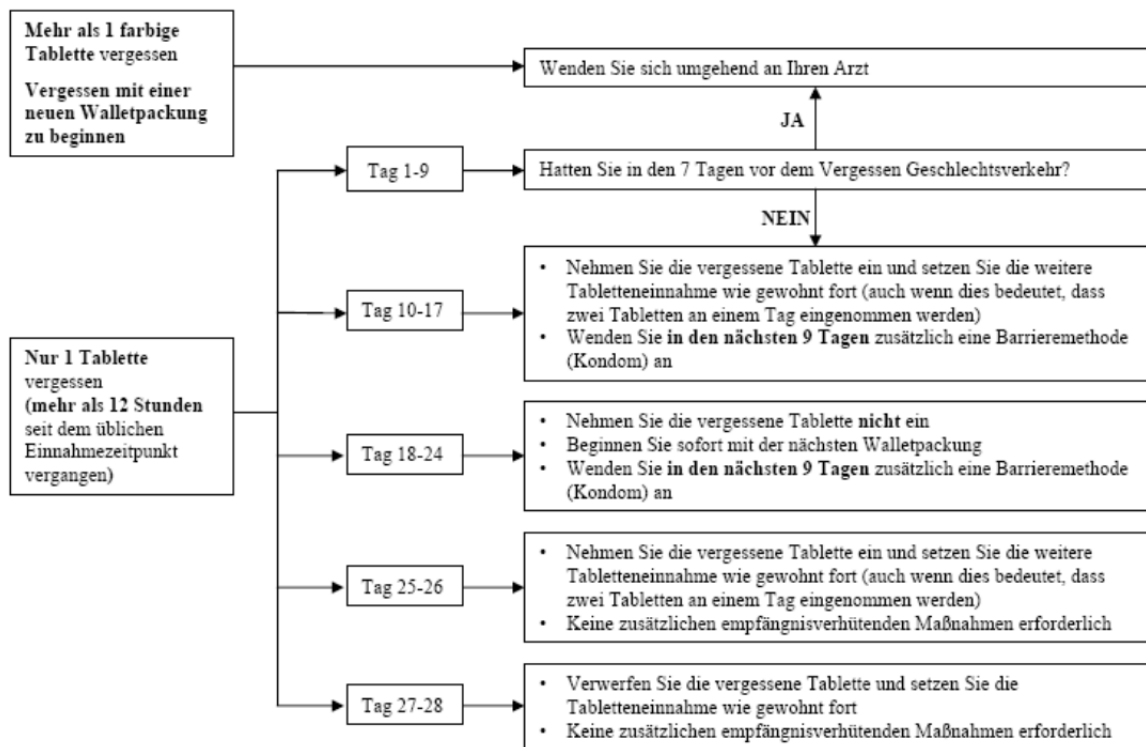 Mehr als 1 farbige
Tablette vergessen
Vergessen mit einer
neuen Walletpackung
zu beginnen
Wenden Sie sich umgehend an Ihren Arzt
JA
Tag 1-9
Hatten Sie in den 7 Tagen vor dem Vergessen Geschlechtsverkehr?
NEIN
Tag 10-17
• Nehmen Sie die vergessene Tablette ein und setzen Sie die weitere
Tabletteneinnahme wie gewohnt fort (auch wenn dies bedeutet, dass
zwei Tabletten an einem Tag eingenommen werden)
• Wenden Sie in den nächsten 9 Tagen zusätzlich eine Barrieremethode
(Kondom) an
Nur 1 Tablette
vergessen
(mehr als 12 Stunden
seit dem üblichen
Einnahmezeitpunkt
vergangen)
Tag 18-24
• Nehmen Sie die vergessene Tablette nicht ein
• Beginnen Sie sofort mit der nächsten Walletpackung
• Wenden Sie in den nächsten 9 Tagen zusätzlich eine Barrieremethode
(Kondom) an
Tag 25-26
• Nehmen Sie die vergessene Tablette ein und setzen Sie die weitere
Tabletteneinnahme wie gewohnt fort (auch wenn dies bedeutet, dass
zwei Tabletten an einem Tag eingenommen werden)
• Keine zusätzlichen empfängnisverhütenden Maßnahmen erforderlich
Tag 27-28
• Verwerfen Sie die vergessene Tablette und setzen Sie die
Tabletteneinnahme wie gewohnt fort
• Keine zusätzlichen empfängnisverhütenden Maßnahmen erforderlich